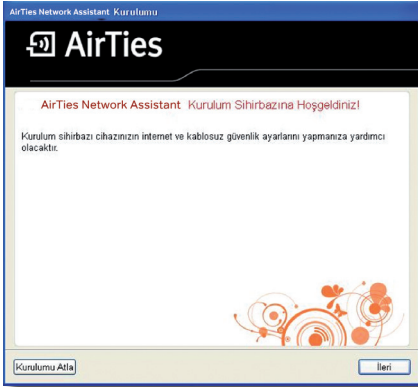 AirTies Network Assistant Kurulumu
AirTies
AirTies Network Assistant Kurulum Sihirbazına Hoşgeldiniz!
Kurulum sihirbazı cihazınızın internet ve kablosuz güvenlik ayarlarını yapmanıza yardımcı
olacaktır.
Kurulumu Atla
İleri